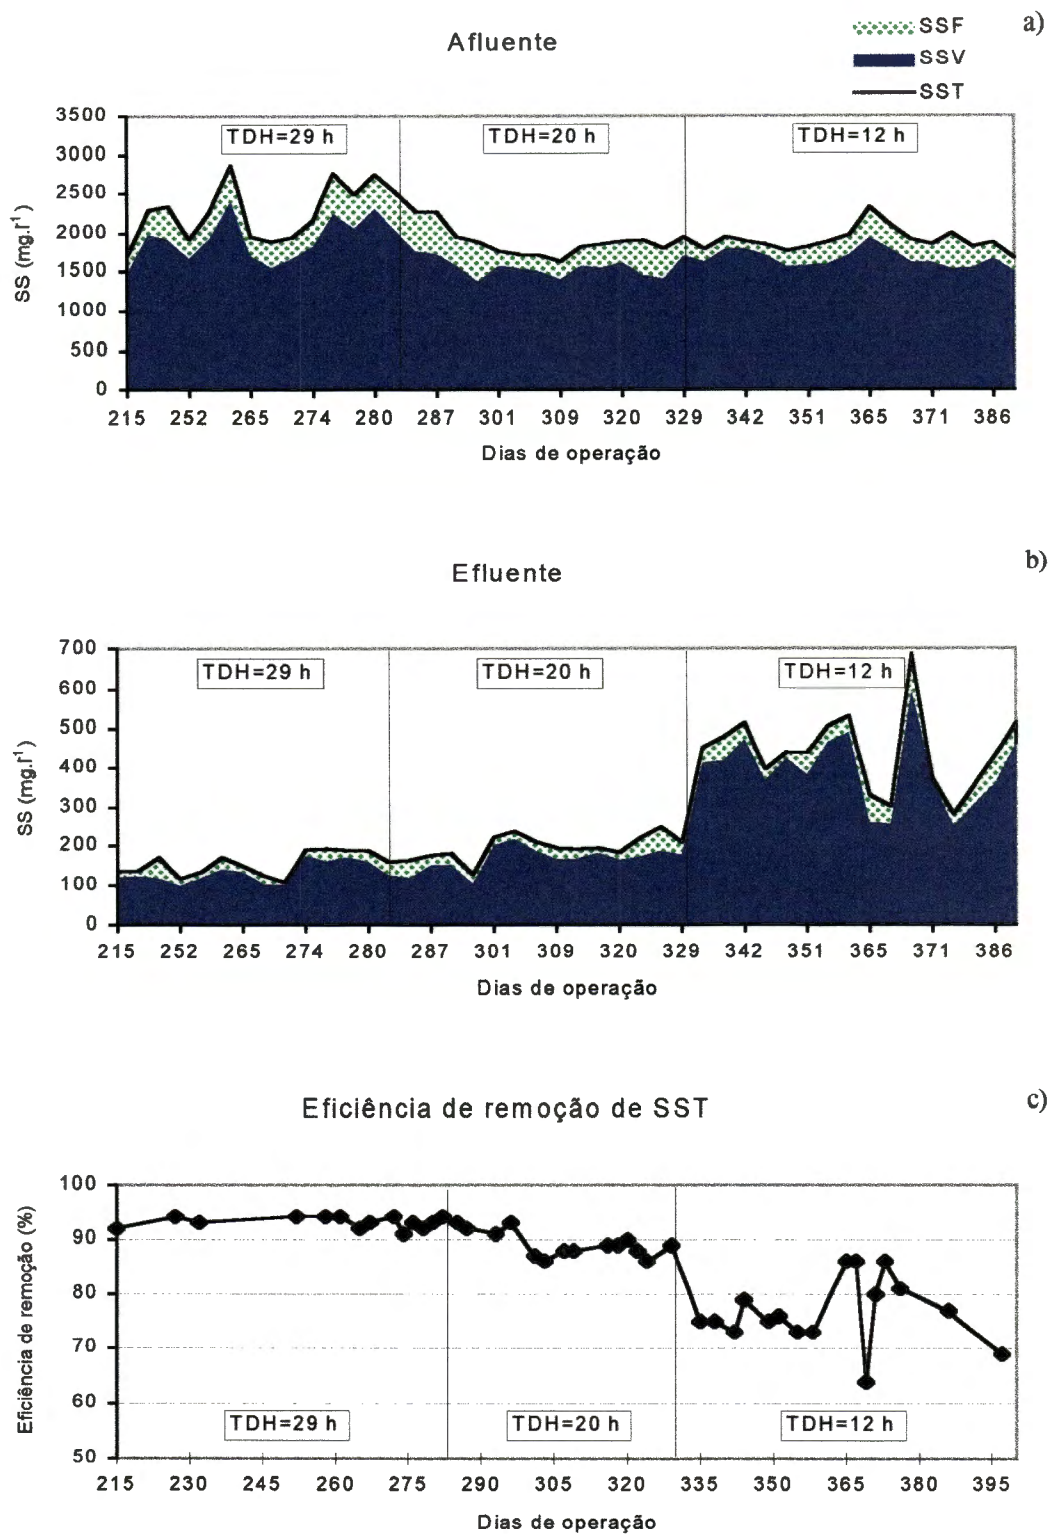 a)
SSF
SSV
SST
Afluente
3500
3000
2500
2000
1500
1000
500
0
SS (mg.l¹)
TDH=29 h TDH=20 h TDH=12 h
215 252 265 274 280 287 301 309 320 329 342 351 365 371 386
Dias de operação
b)
Efluente
700
600
500
400
300
200
100
0
SS (mg.l¹)
TDH=29 h TDH=20 h TDH=12 h
215 252 265 274 280 287 301 309 320 329 342 351 365 371 386
Dias de operação
c)
Eficiência de remoção de SST
100
90
80
70
60
50
Eficiência de remoção (%)
TDH=29 h TDH=20 h TDH=12 h
215 230 245 260 275 290 305 320 335 350 365 380 395
Dias de operação